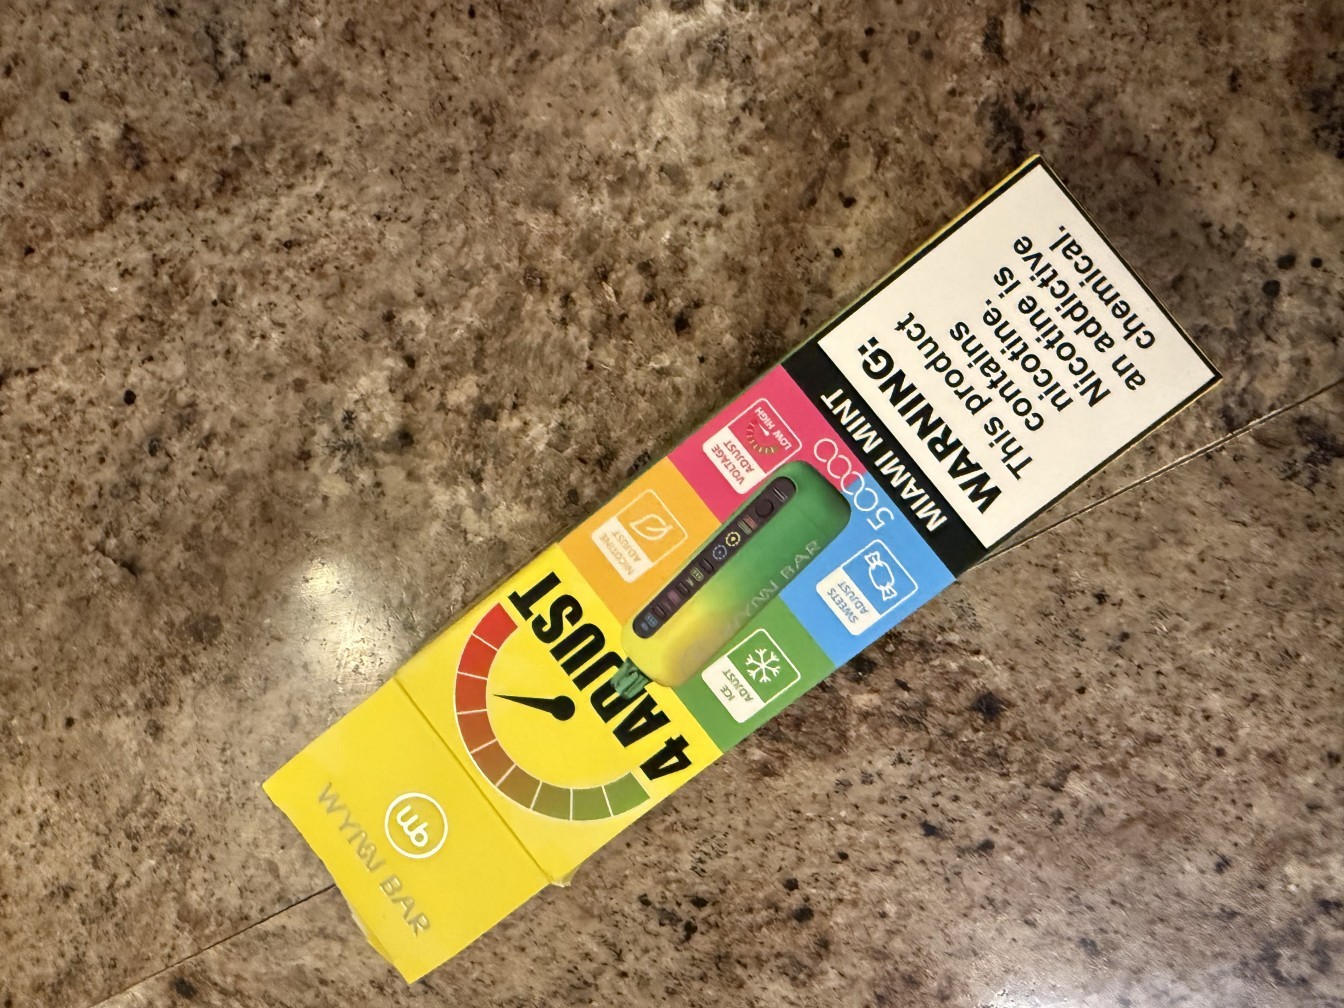 WYNN BAR
wb
4 ADJUST
NICOTINE
ADJUST
ICE
ADJUST
VOLTAGE
ADJUST
LOW HIGH
SWEETS
ADJUST
WYNN BAR
MIAMI MINT
WARNING:
This product
contains
nicotine.
Nicotine is
an addictive
chemical.